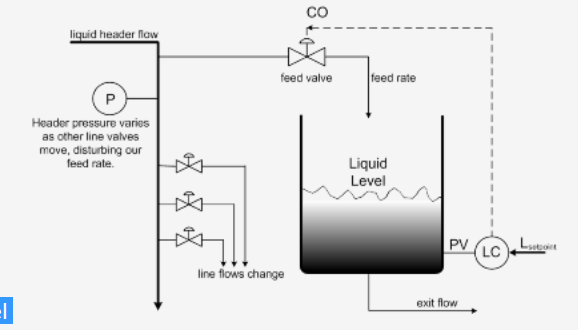 CO
liquid header flow
feed valve
feed rate
P
Header pressure varies
as other line valves
move, disturbing our
feed rate.
Liquid
Level
PV
LC
Lsetpoint
line flows change
exit flow
el